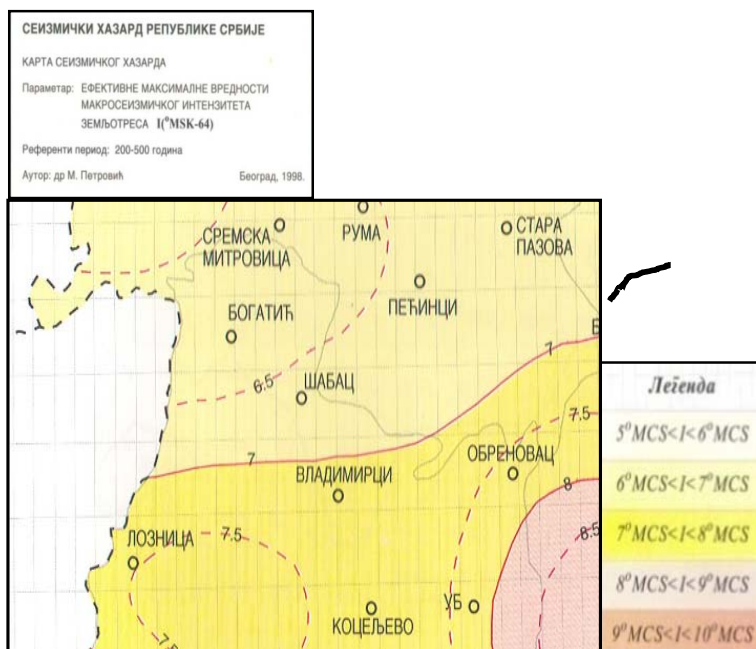 СЕИЗМИЧКИ ХАЗАРД РЕПУБЛИКЕ СРБИЈЕ
КАРТА СЕИЗМИЧКОГ ХАЗАРДА
Параметар: ЕФЕКТИВНЕ МАКСИМАЛНЕ ВРЕДНОСТИ
МАКРОСЕИЗМИЧКОГ ИНТЕНЗИТЕТА
ЗЕМЉОТРЕСА I(°MSK-64)
Референти период: 200-500 година
Аутор: др М. Петровић Београд, 1998.
СРЕМСКА
МИТРОВИЦА
РУМА
СТАРА
ПАЗОВА
ПЕЋИНЦИ
БОГАТИЋ
6.5
ШАБАЦ
7
7
7.5
ВЛАДИМИРЦИ
ОБРЕНОВАЦ
8
8.5
ЛОЗНИЦА
7.5
КОЦЕЉЕВО
УБ
7.5
Легенда
5°MCS<I<6°MCS
6°MCS<I<7°MCS
7°MCS<I<8°MCS
8°MCS<I<9°MCS
9°MCS<I<10°MCS